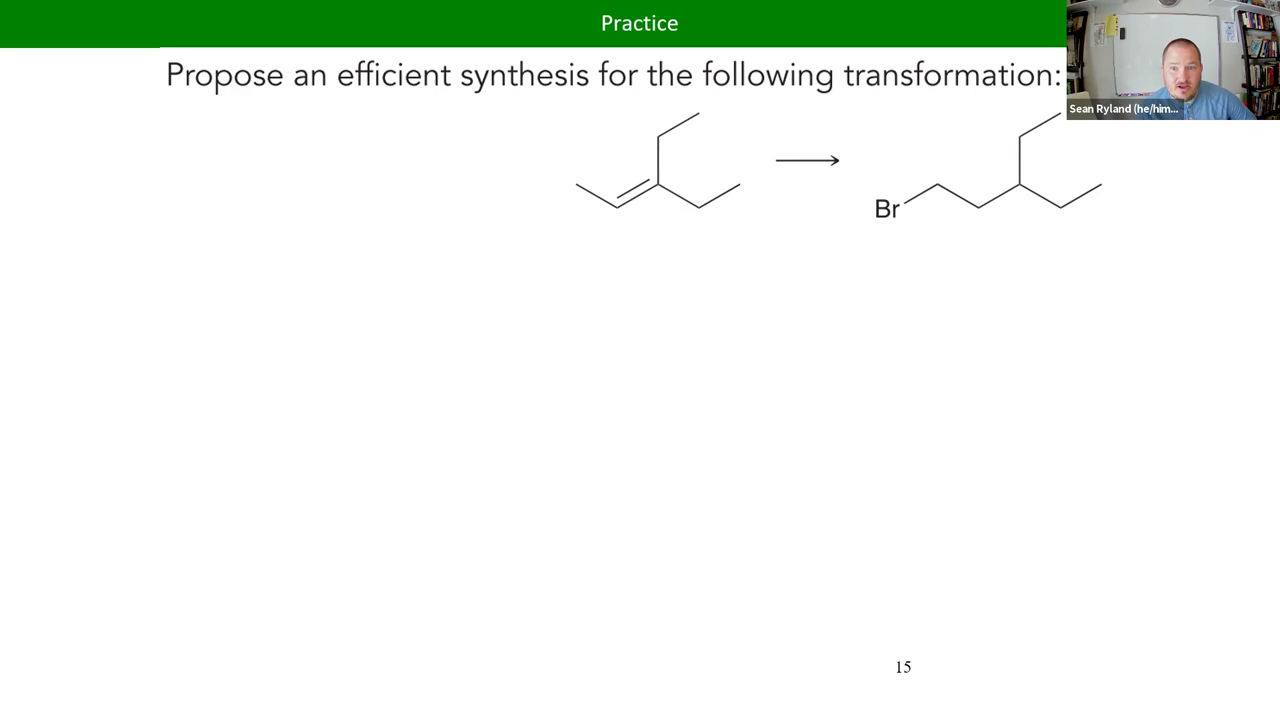 Practice
Propose an efficient synthesis for the following transformation:
Sean Ryland (he/him...
Br
15